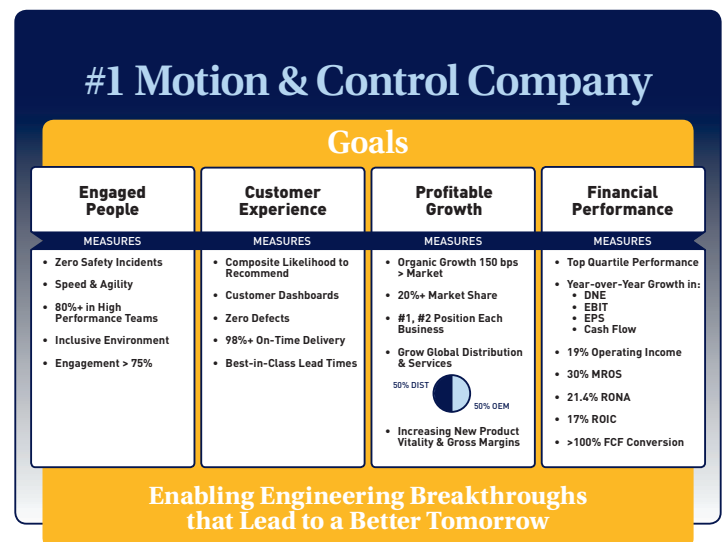 #1 Motion & Control Company
Goals
Engaged
People
MEASURES
• Zero Safety Incidents
• Speed & Agility
• 80%+ in High
Performance Teams
• Inclusive Environment
• Engagement > 75%
Customer
Experience
MEASURES
• Composite Likelihood to
Recommend
• Customer Dashboards
• Zero Defects
• 98%+ On-Time Delivery
• Best-in-Class Lead Times
Profitable
Growth
MEASURES
• Organic Growth 150 bps
> Market
• 20%+ Market Share
• #1, #2 Position Each
Business
• Grow Global Distribution
& Services
50% DIST
50% OEM
• Increasing New Product
Vitality & Gross Margins
Financial
Performance
MEASURES
• Top Quartile Performance
• Year-over-Year Growth in:
• DNE
• EBIT
• EPS
• Cash Flow
• 19% Operating Income
• 30% MROS
• 21.4% RONA
• 17% ROIC
• >100% FCF Conversion
Enabling Engineering Breakthroughs
that Lead to a Better Tomorrow